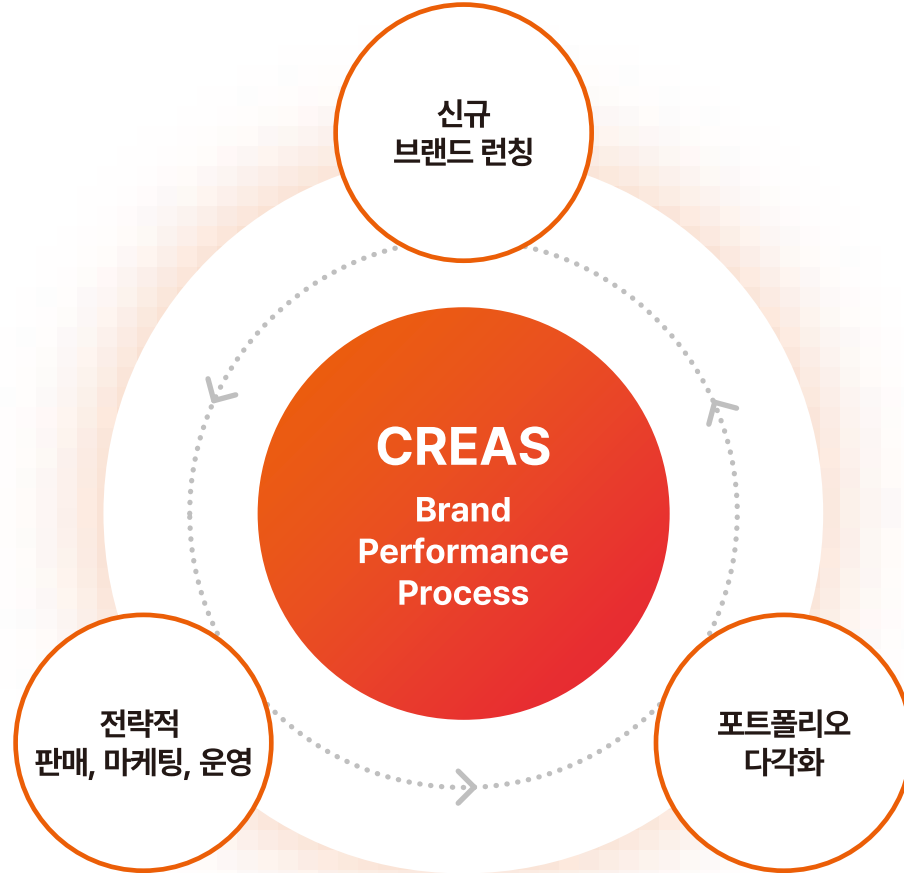 신규
브랜드 런칭
CREAS
Brand
Performance
Process
전략적
판매, 마케팅, 운영
포트폴리오
다각화